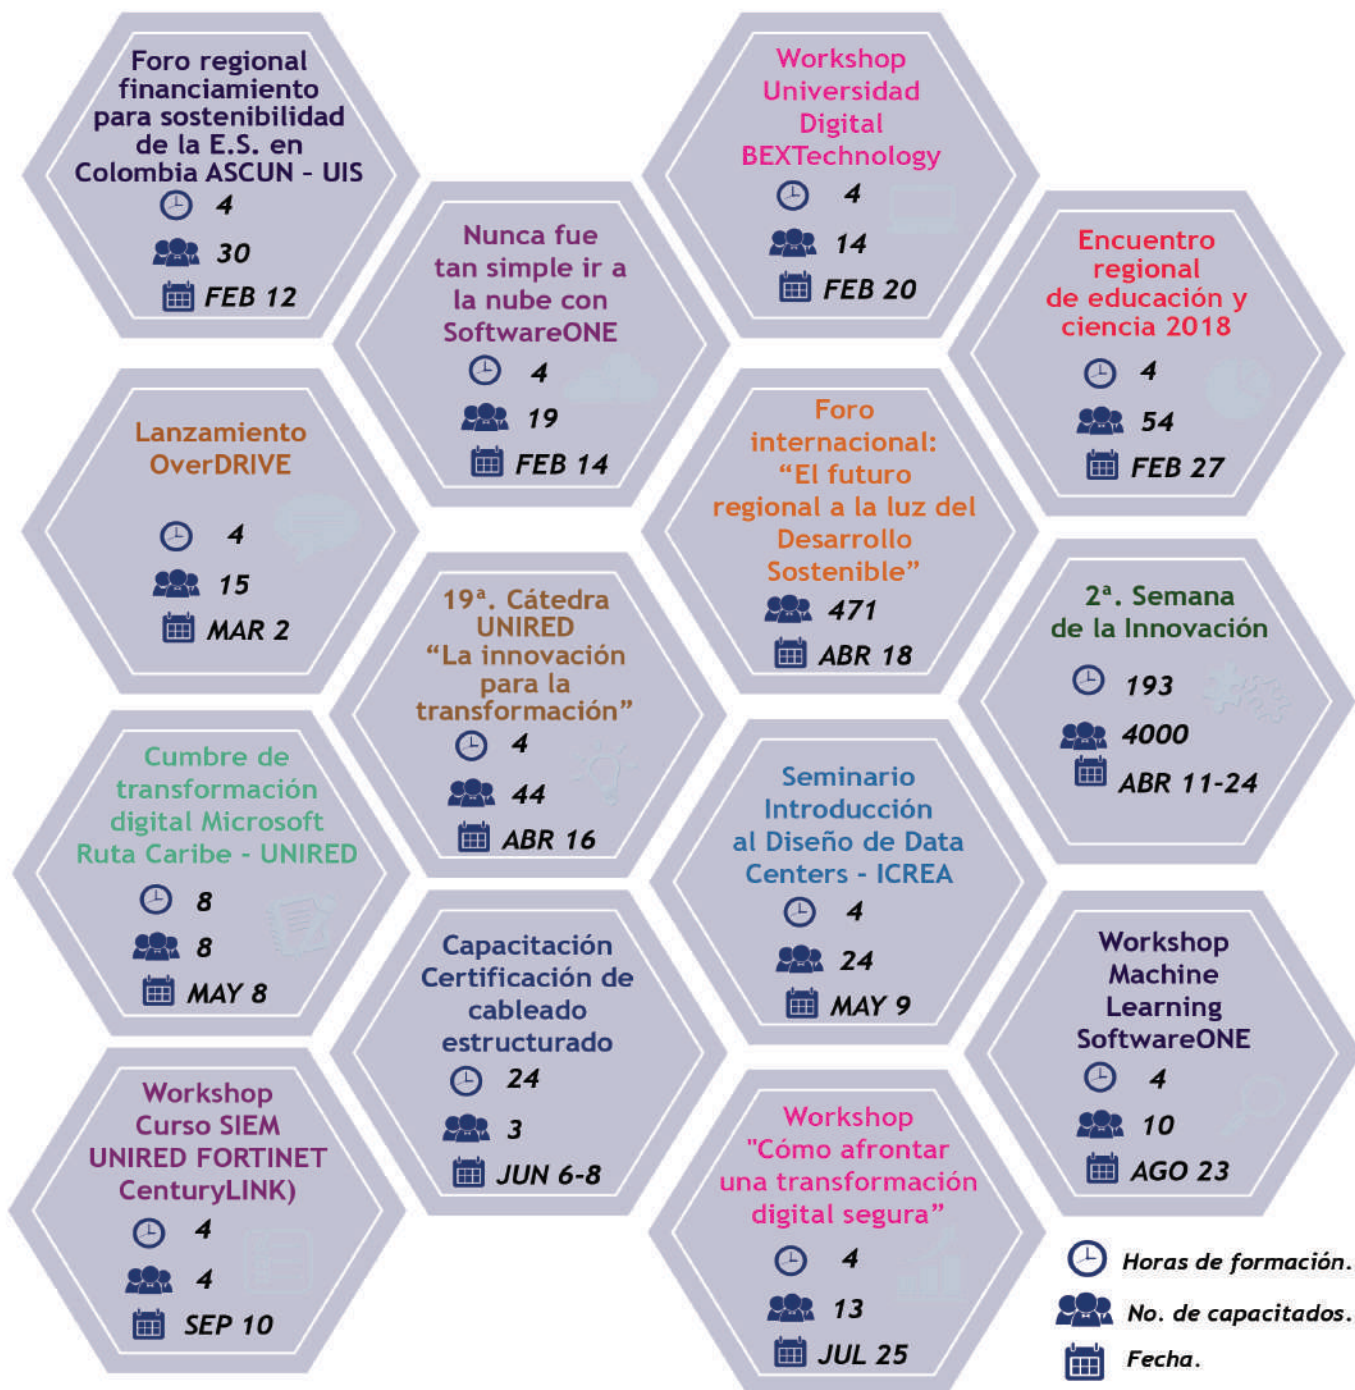 Foro regional
financiamiento
para sostenibilidad
de la E.S. en
Colombia ASCUN – UIS
4
30
FEB 12
Workshop
Universidad
Digital
BEXTechnology
4
14
FEB 20
Nunca fue
tan simple ir a
la nube con
SoftwareONE
4
19
FEB 14
Encuentro
regional
de educación y
ciencia 2018
4
54
FEB 27
Lanzamiento
OverDRIVE
4
15
MAR 2
Foro
internacional:
“El futuro
regional a la luz del
Desarrollo
Sostenible”
471
ABR 18
19ª. Cátedra
UNIRED
“La innovación
para la
transformación”
4
44
ABR 16
2ª. Semana
de la Innovación
193
4000
ABR 11-24
Cumbre de
transformación
digital Microsoft
Ruta Caribe - UNIRED
8
8
MAY 8
Seminario
Introducción
al Diseño de Data
Centers - ICREA
4
24
MAY 9
Capacitación
Certificación de
cableado
estructurado
24
3
JUN 6-8
Workshop
Machine
Learning
SoftwareONE
4
10
AGO 23
Workshop
Curso SIEM
UNIRED FORTINET
CenturyLINK)
4
4
SEP 10
Workshop
"Cómo afrontar
una transformación
digital segura”
4
13
JUL 25
Horas de formación.
No. de capacitados.
Fecha.